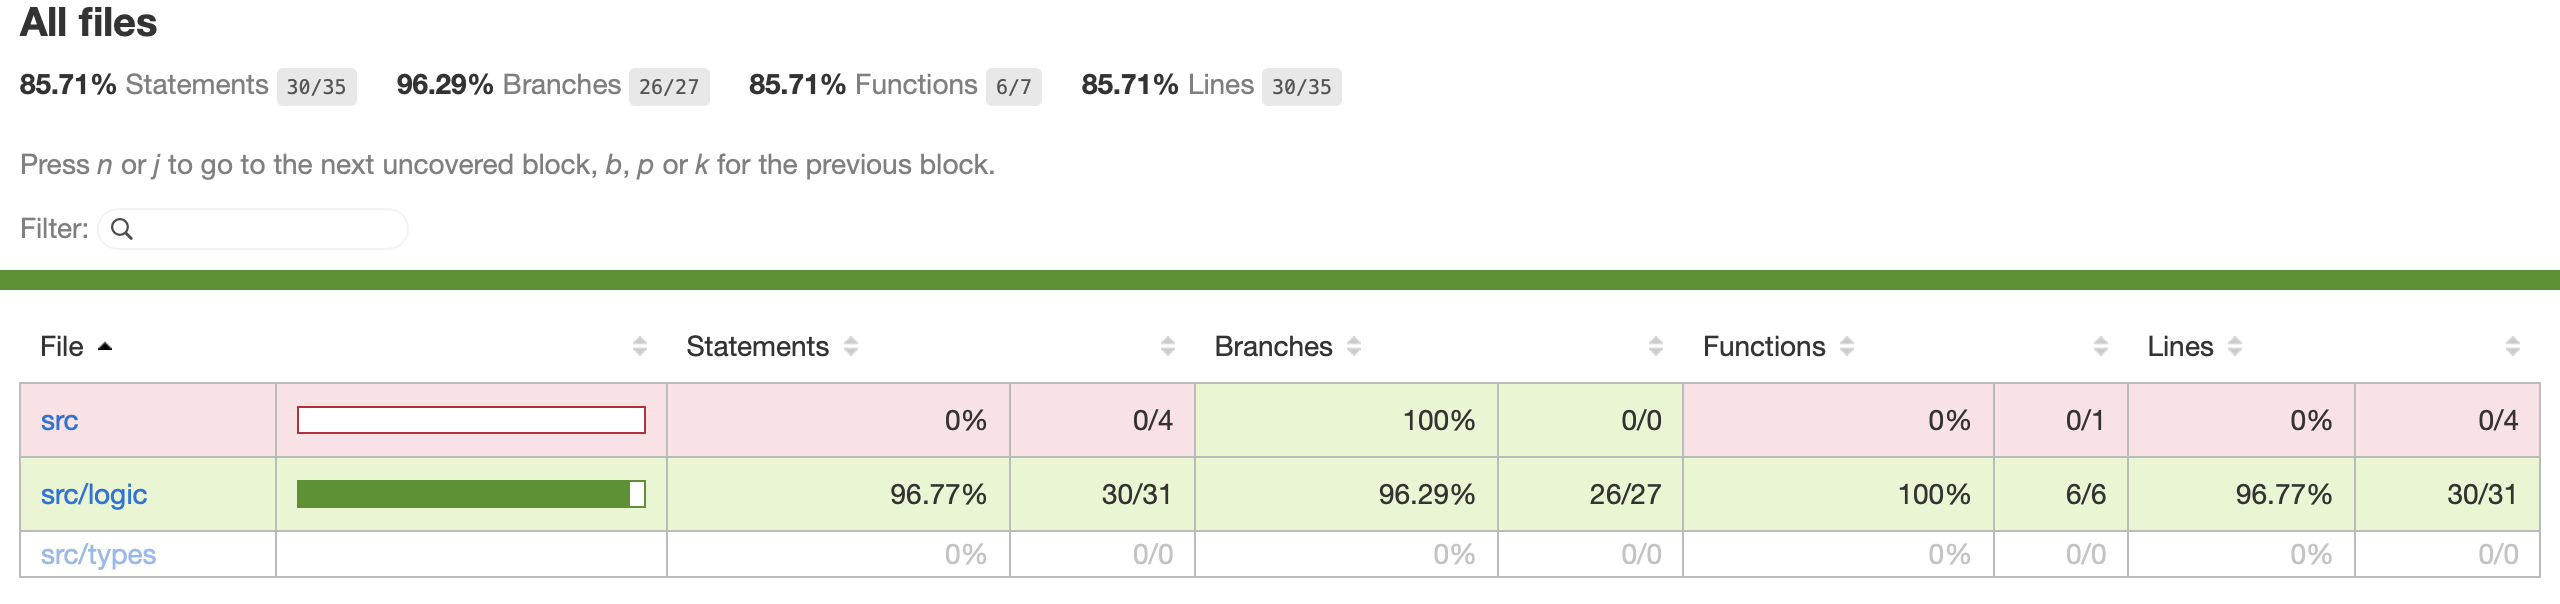 All files
85.71% Statements 30/35 96.29% Branches 26/27 85.71% Functions 6/7 85.71% Lines 30/35
Press n or j to go to the next uncovered block, b, p or k for the previous block.
Filter:
File Statements Branches Functions Lines
src 0% 0/4 100% 0/0 0% 0/1 0% 0/4
src/logic 96.77% 30/31 96.29% 26/27 100% 6/6 96.77% 30/31
src/types 0% 0/0 0% 0/0 0% 0/0 0% 0/0